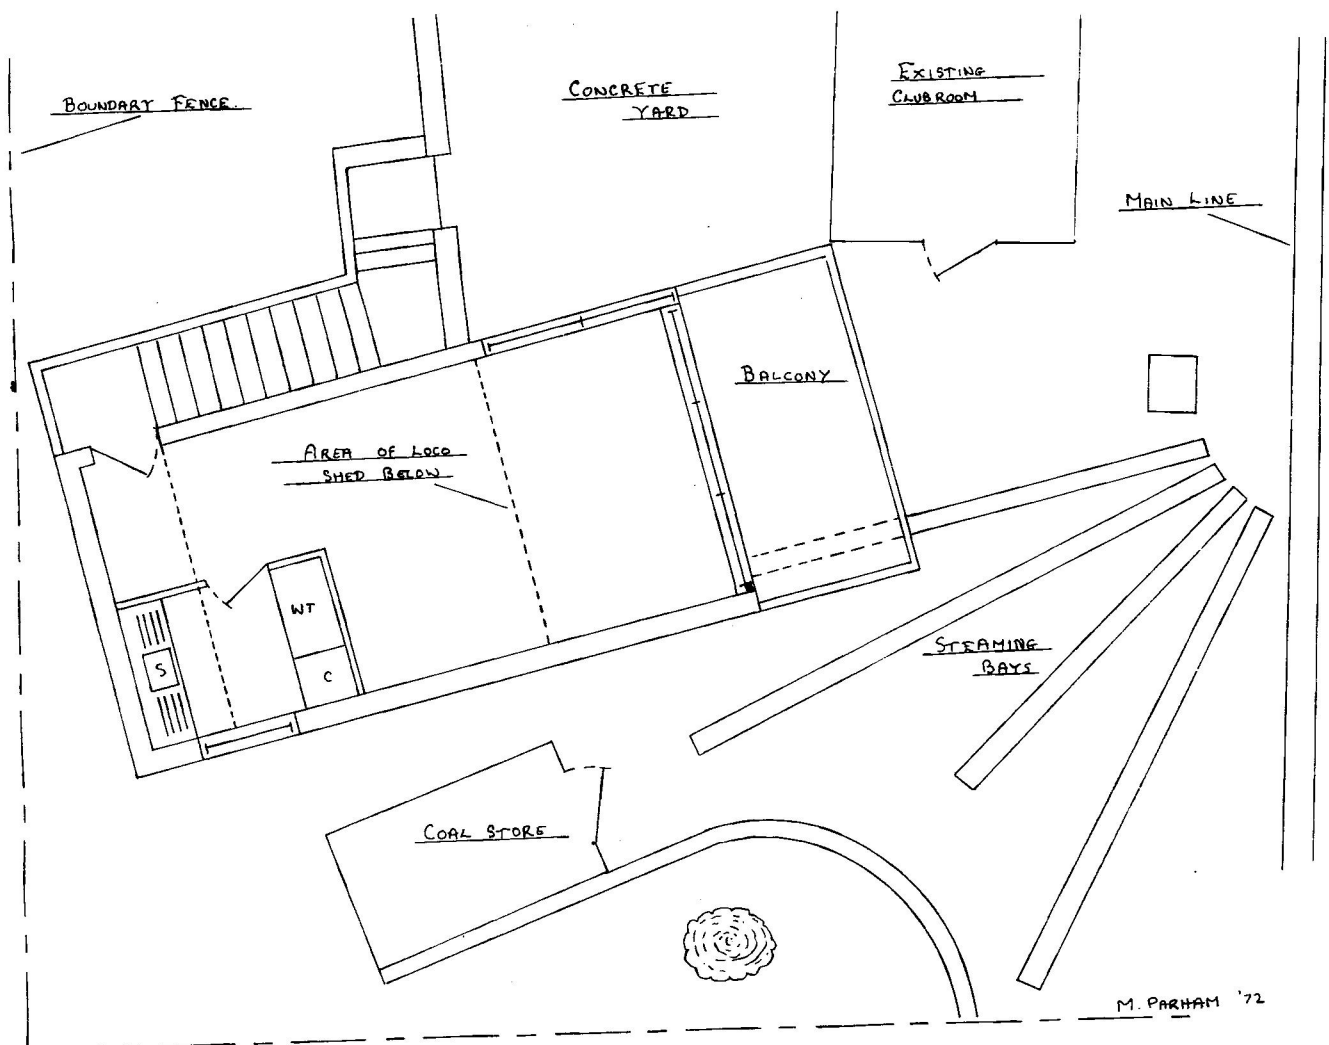 BOUNDARY FENCE.
CONCRETE
YARD
EXISTING
CLUBROOM
MAIN LINE
BALCONY
AREA OF LOCO
SHED BELOW
WT
S
C
STEAMING
BAYS
COAL STORE
M. PARHAM '72